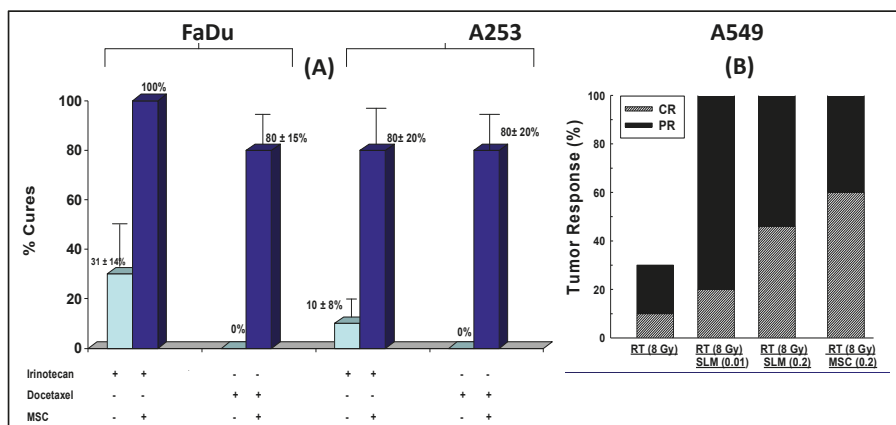 FaDu A253 A549
(A) (B)
% Cures
100
80
60
40
20
0
31 ± 14%
100%
0%
80 ± 15%
10 ± 8%
80± 20%
0%
80± 20%
Irinotecan + + - - + + - -
Docetaxel - - + + - - + +
MSC - + - + - + - +
Tumor Response (%)
100
80
60
40
20
0
CR
PR
RT (8 Gy) RT (8 Gy) RT (8 Gy) RT (8 Gy)
SLM (0.01) SLM (0.2) MSC (0.2)